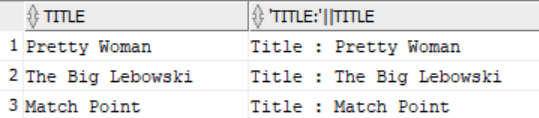 TITLE 'TITLE:'||TITLE
1 Pretty Woman Title : Pretty Woman
2 The Big Lebowski Title : The Big Lebowski
3 Match Point Title : Match Point